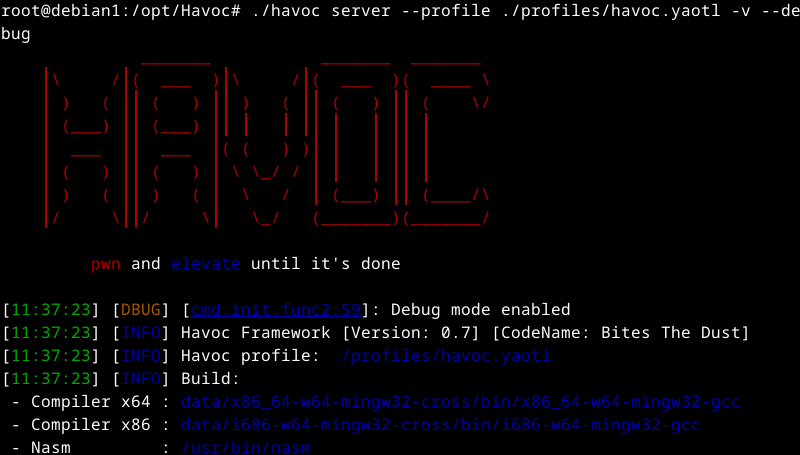 root@debian1:/opt/Havoc# ./havoc server --profile ./profiles/havoc.yaotl -v --de
bug
HAVOC
pwn and elevate until it's done
[11:37:23] [DBUG] [cmd.init.func2:59]: Debug mode enabled
[11:37:23] [INFO] Havoc Framework [Version: 0.7] [CodeName: Bites The Dust]
[11:37:23] [INFO] Havoc profile: ./profiles/havoc.yaotl
[11:37:23] [INFO] Build:
- Compiler x64 : data/x86_64-w64-mingw32-cross/bin/x86_64-w64-mingw32-gcc
- Compiler x86 : data/i686-w64-mingw32-cross/bin/i686-w64-mingw32-gcc
- Nasm : /usr/bin/nasm